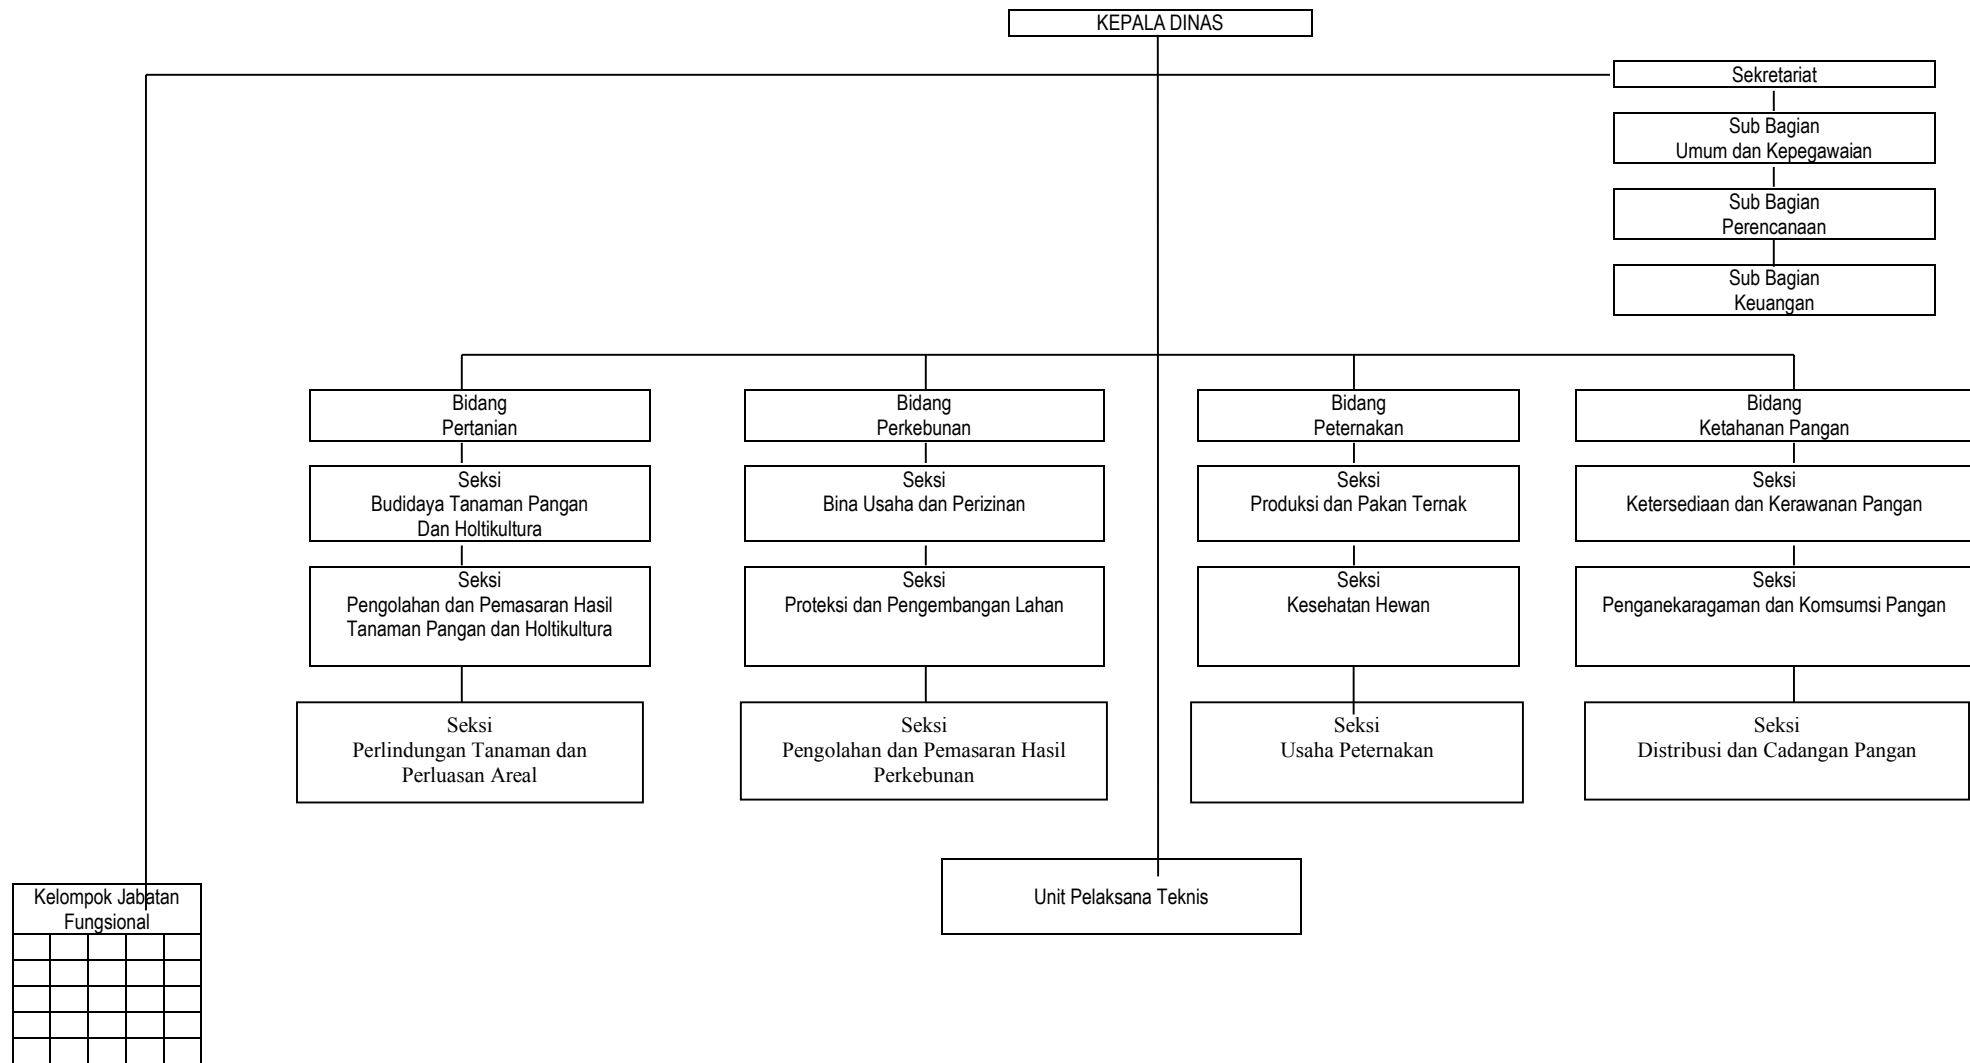 KEPALA DINAS
Sekretariat
Sub Bagian
Umum dan Kepegawaian
Sub Bagian
Perencanaan
Sub Bagian
Keuangan
Bidang
Pertanian
Seksi
Budidaya Tanaman Pangan
Dan Holtikultura
Seksi
Pengolahan dan Pemasaran Hasil
Tanaman Pangan dan Holtikultura
Seksi
Perlindungan Tanaman dan
Perluasan Areal
Bidang
Perkebunan
Seksi
Bina Usaha dan Perizinan
Seksi
Proteksi dan Pengembangan Lahan
Seksi
Pengolahan dan Pemasaran Hasil
Perkebunan
Bidang
Peternakan
Seksi
Produksi dan Pakan Ternak
Seksi
Kesehatan Hewan
Seksi
Usaha Peternakan
Bidang
Ketahanan Pangan
Seksi
Ketersediaan dan Kerawanan Pangan
Seksi
Penganekaragaman dan Komsumsi Pangan
Seksi
Distribusi dan Cadangan Pangan
Unit Pelaksana Teknis
Kelompok Jabatan
Fungsional